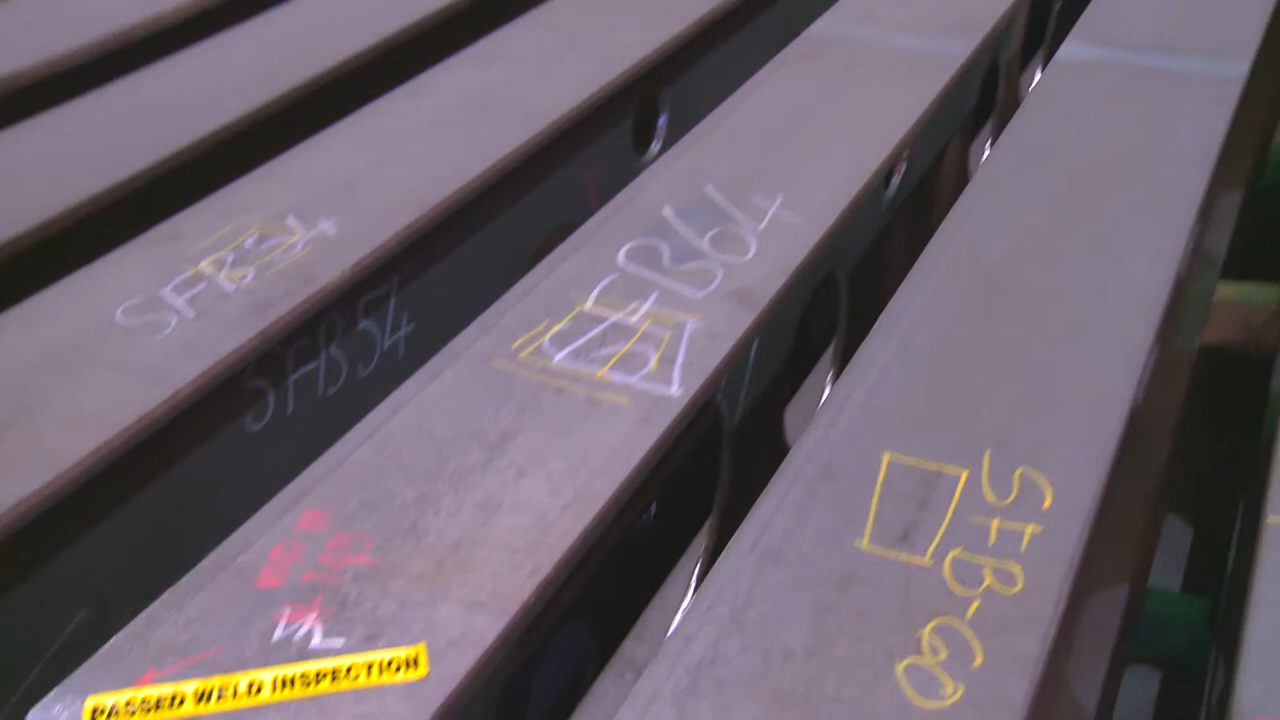 SFB54
SFB54
SFB64
SFB-60
PASSED WELD INSPECTION